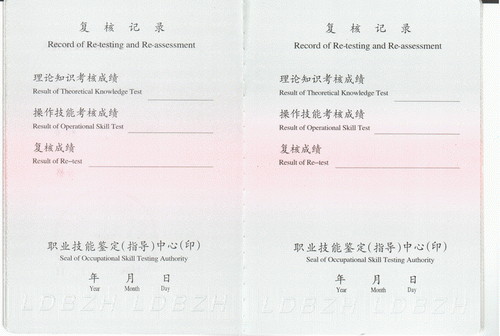 复核记录
Record of Re-testing and Re-assessment
理论知识考核成绩
Result of Theoretical Knowledge Test
操作技能考核成绩
Result of Operational Skill Test
复核成绩
Result of Re-test
职业技能鉴定(指导)中心(印)
Seal of Occupational Skill Testing Authority
年 月 日
Year Month Day
LDBZH LDBZH
复核记录
Record of Re-testing and Re-assessment
理论知识考核成绩
Result of Theoretical Knowledge Test
操作技能考核成绩
Result of Operational Skill Test
复核成绩
Result of Re-test
职业技能鉴定(指导)中心(印)
Seal of Occupational Skill Testing Authority
年 月 日
Year Month Day
LDBZH LDBZH